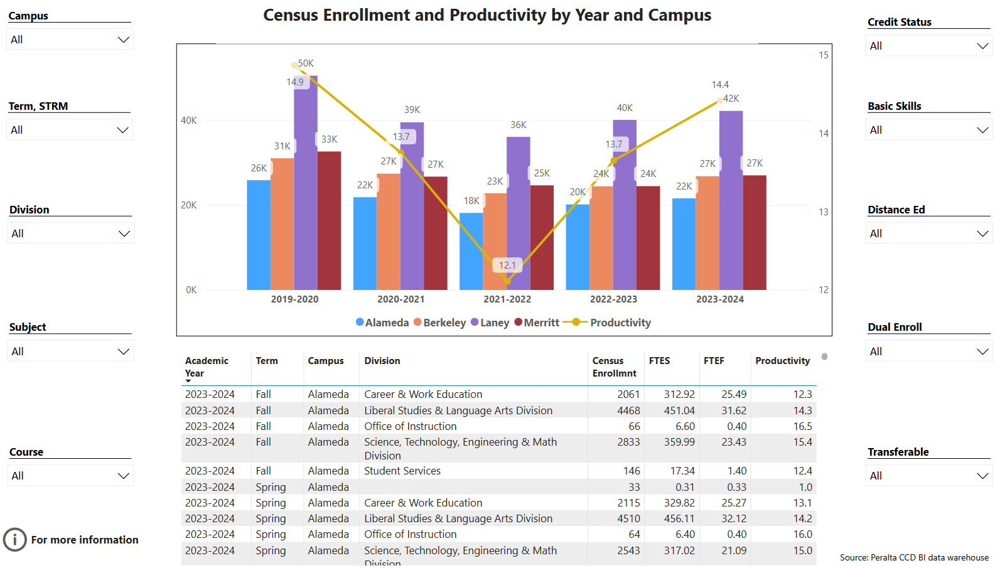 Census Enrollment and Productivity by Year and Campus
Campus
All
Term, STRM
All
Division
All
Subject
All
Course
All
For more information
Credit Status
All
Basic Skills
All
Distance Ed
All
Dual Enroll
All
Transferable
All
50K
14.9
31K
33K
26K
39K
13.7
27K
27K
22K
36K
23K
25K
18K
12.1
40K
13.7
24K
24K
20K
14.4
42K
27K
27K
22K
40K
20K
0K
15
14
13
12
2019-2020 2020-2021 2021-2022 2022-2023 2023-2024
Alameda Berkeley Laney Merritt Productivity
Academic Year Term Campus Division Census Enrollmnt FTES FTEF Productivity
2023-2024 Fall Alameda Career & Work Education 2061 312.92 25.49 12.3
2023-2024 Fall Alameda Liberal Studies & Language Arts Division 4468 451.04 31.62 14.3
2023-2024 Fall Alameda Office of Instruction 66 6.60 0.40 16.5
2023-2024 Fall Alameda Science, Technology, Engineering & Math Division 2833 359.99 23.43 15.4
2023-2024 Fall Alameda Student Services 146 17.34 1.40 12.4
2023-2024 Spring Alameda 33 0.31 0.33 1.0
2023-2024 Spring Alameda Career & Work Education 2115 329.82 25.27 13.1
2023-2024 Spring Alameda Liberal Studies & Language Arts Division 4510 456.11 32.12 14.2
2023-2024 Spring Alameda Office of Instruction 64 6.40 0.40 16.0
2023-2024 Spring Alameda Science, Technology, Engineering & Math Division 2543 317.02 21.09 15.0
Source: Peralta CCD BI data warehouse